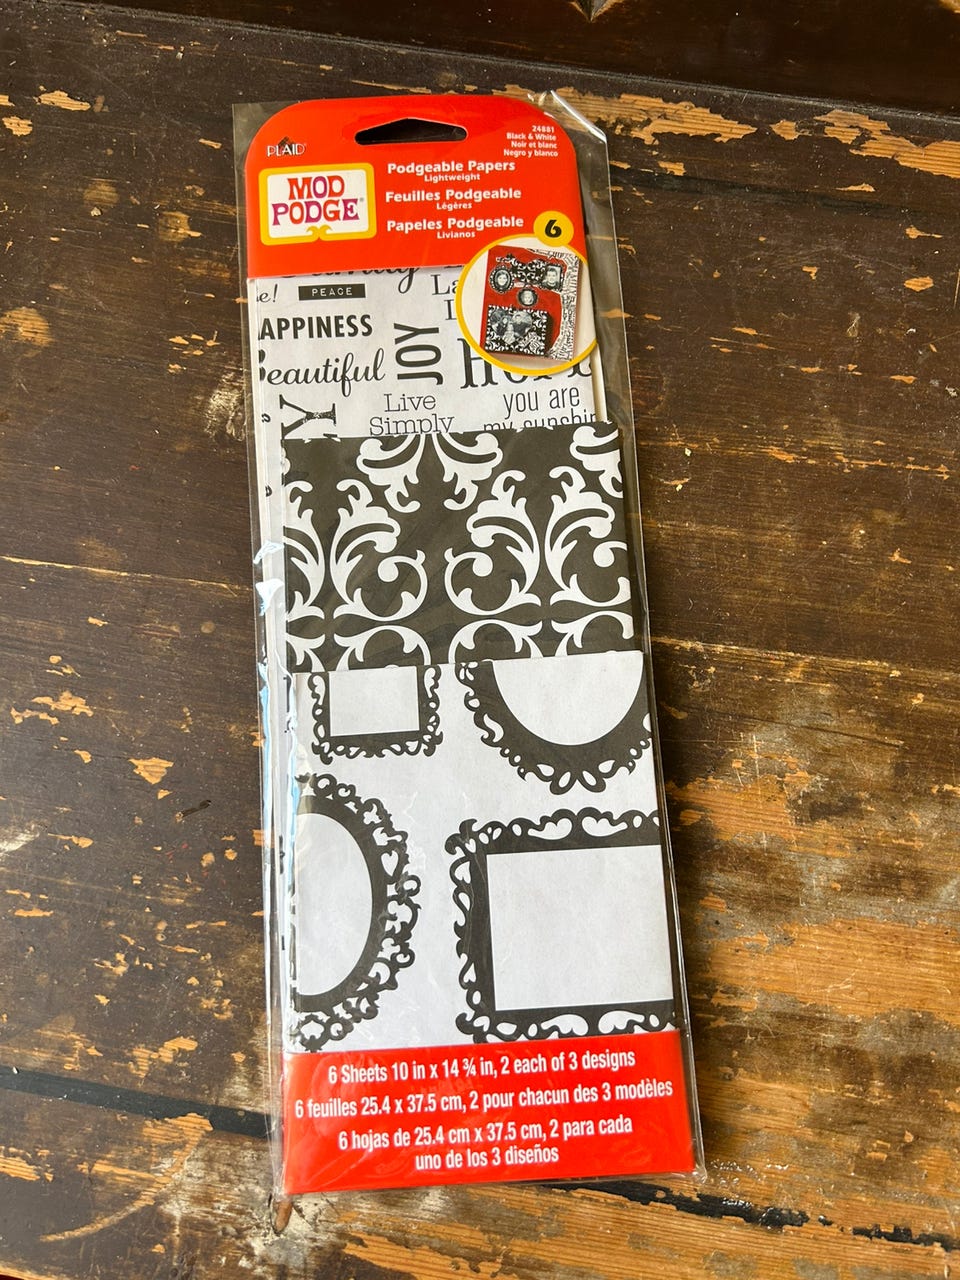 24881
Black & White
Noir et blanc
Negro y blanco
PLAID®
MOD
PODGE®
Podgeable Papers
Lightweight
Feuilles Podgeable
Légères
Papeles Podgeable
Livianos
6
e!
PEACE
APPINESS
JOY
Beautiful
Live
Simply
you are
my sunshin
6 Sheets 10 in x 14 ¾ in, 2 each of 3 designs
6 feuilles 25.4 x 37.5 cm, 2 pour chacun des 3 modèles
6 hojas de 25.4 cm x 37.5 cm, 2 para cada
uno de los 3 diseños